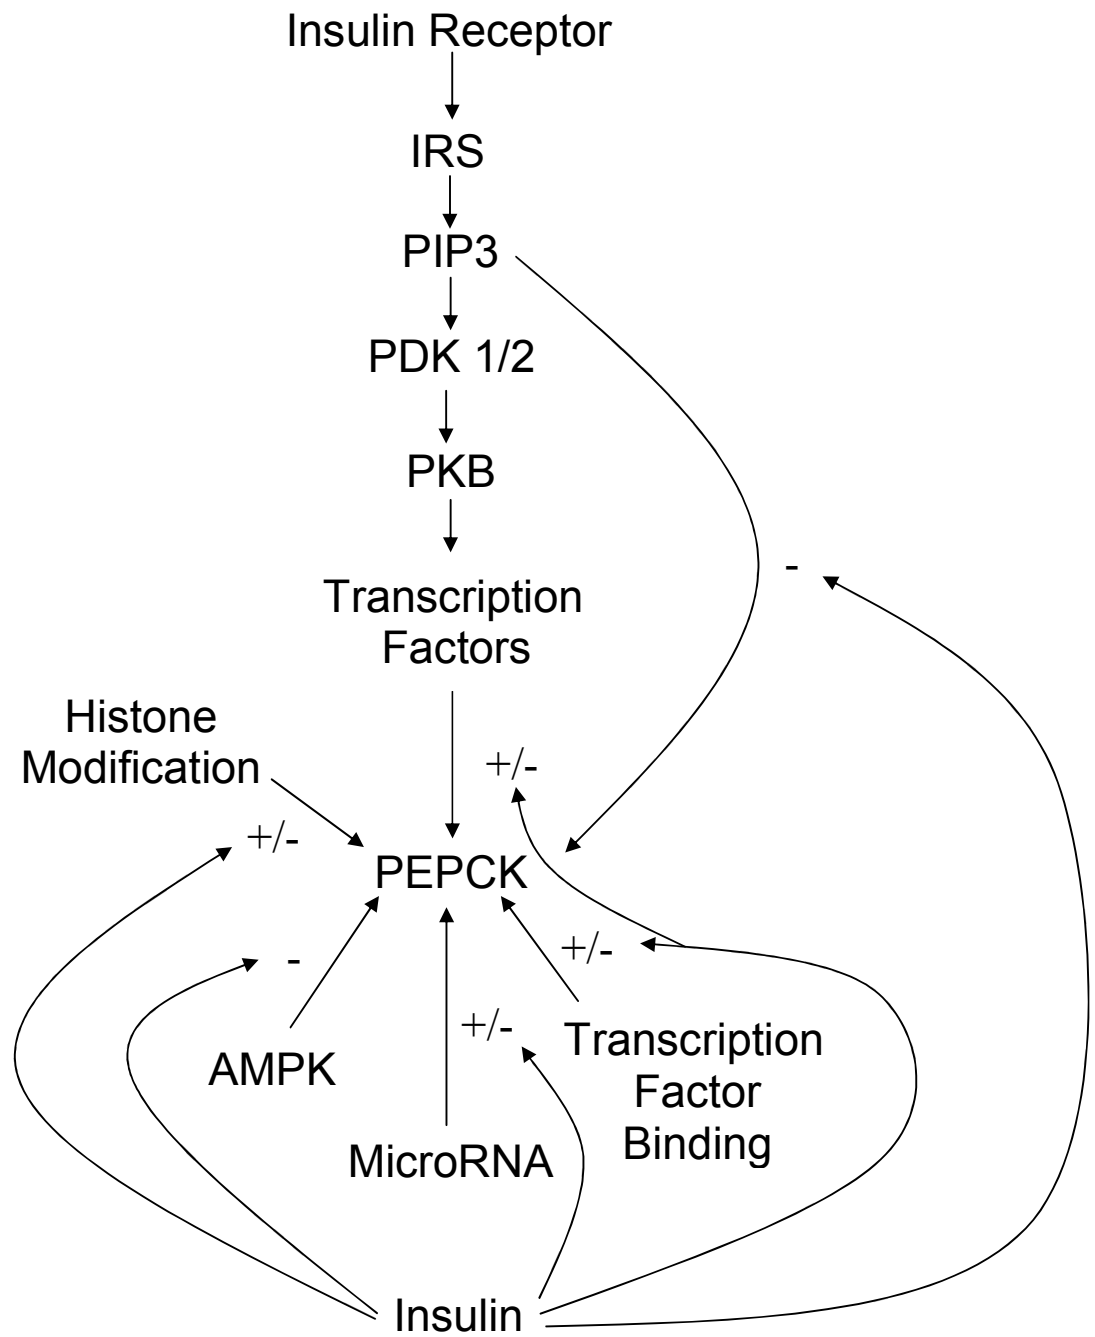 Insulin Receptor
IRS
PIP3
PDK 1/2
PKB
-
Transcription
Factors
Histone
Modification
+/-
+/-
PEPCK
+/-
-
+/-
AMPK
Transcription
Factor
Binding
MicroRNA
Insulin